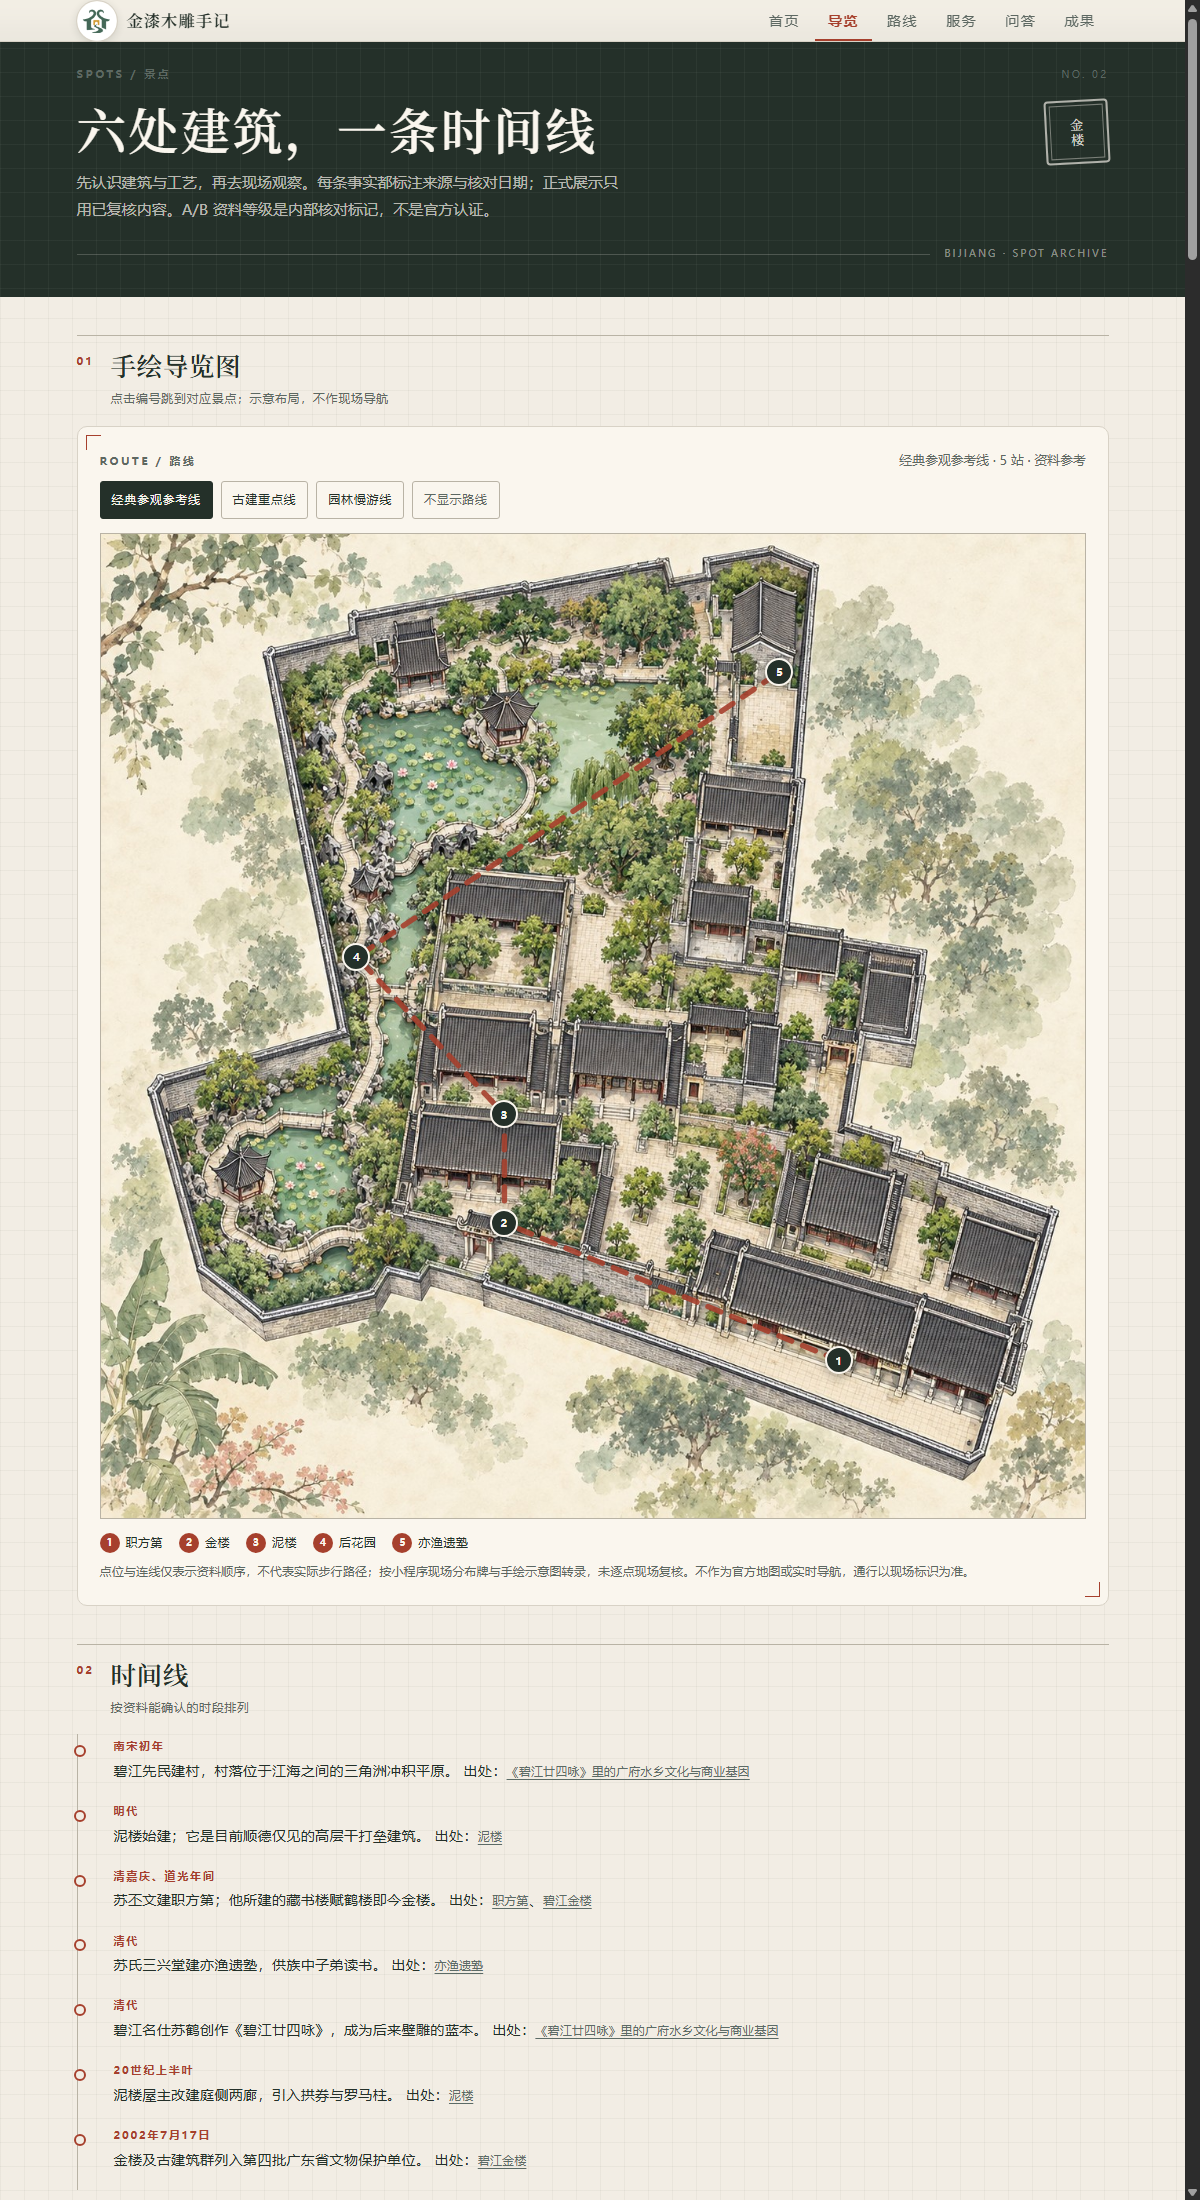 金漆木雕手记
首页 导览 路线 服务 问答 成果
SPOTS / 景点
NO. 02
六处建筑，一条时间线
金楼
先认识建筑与工艺，再去现场观察。每条事实都标注来源与核对日期；正式展示只
用已复核内容。A/B 资料等级是内部核对标记，不是官方认证。
BIJIANG · SPOT ARCHIVE
01 手绘导览图
点击编号跳到对应景点；示意布局，不作现场导航
ROUTE / 路线
经典参观参考线 · 5 站 · 资料参考
经典参观参考线 古建重点线 园林慢游线 不显示路线
5
4
3
2
1
1 职方第 2 金楼 3 泥楼 4 后花园 5 亦渔遗塾
点位与连线仅表示资料顺序，不代表实际步行路径；按小程序现场分布牌与手绘示意图转录，未逐点现场复核。不作为官方地图或实时导航，通行以现场标识为准。
02 时间线
按资料能确认的时段排列
南宋初年
碧江先民建村，村落位于江海之间的三角洲冲积平原。 出处：《碧江廿四咏》里的广府水乡文化与商业基因
明代
泥楼始建；它是目前顺德仅见的高层干打垒建筑。 出处：泥楼
清嘉庆、道光年间
苏丕文建职方第；他所建的藏书楼赋鹤楼即今金楼。 出处：职方第、碧江金楼
清代
苏氏三兴堂建亦渔遗塾，供族中子弟读书。 出处：亦渔遗塾
清代
碧江名仕苏鹤创作《碧江廿四咏》，成为后来壁雕的蓝本。 出处：《碧江廿四咏》里的广府水乡文化与商业基因
20世纪上半叶
泥楼屋主改建庭侧两廊，引入拱券与罗马柱。 出处：泥楼
2002年7月17日
金楼及古建筑群列入第四批广东省文物保护单位。 出处：碧江金楼